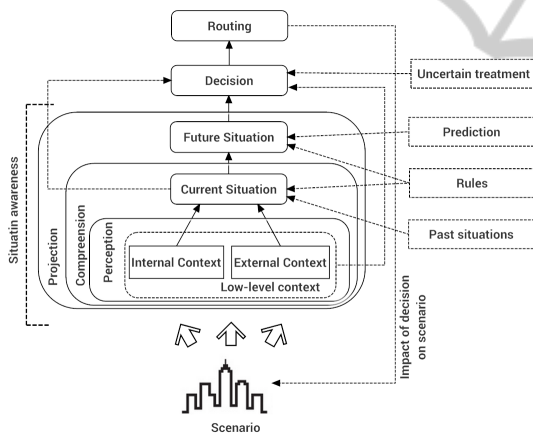 Routing
Decision
Uncertain treatment
Future Situation
Prediction
Current Situation
Rules
Past situations
Situatin awareness
Projection
Compreension
Perception
Internal Context
External Context
Low-level context
Impact of decision
on scenario
Scenario